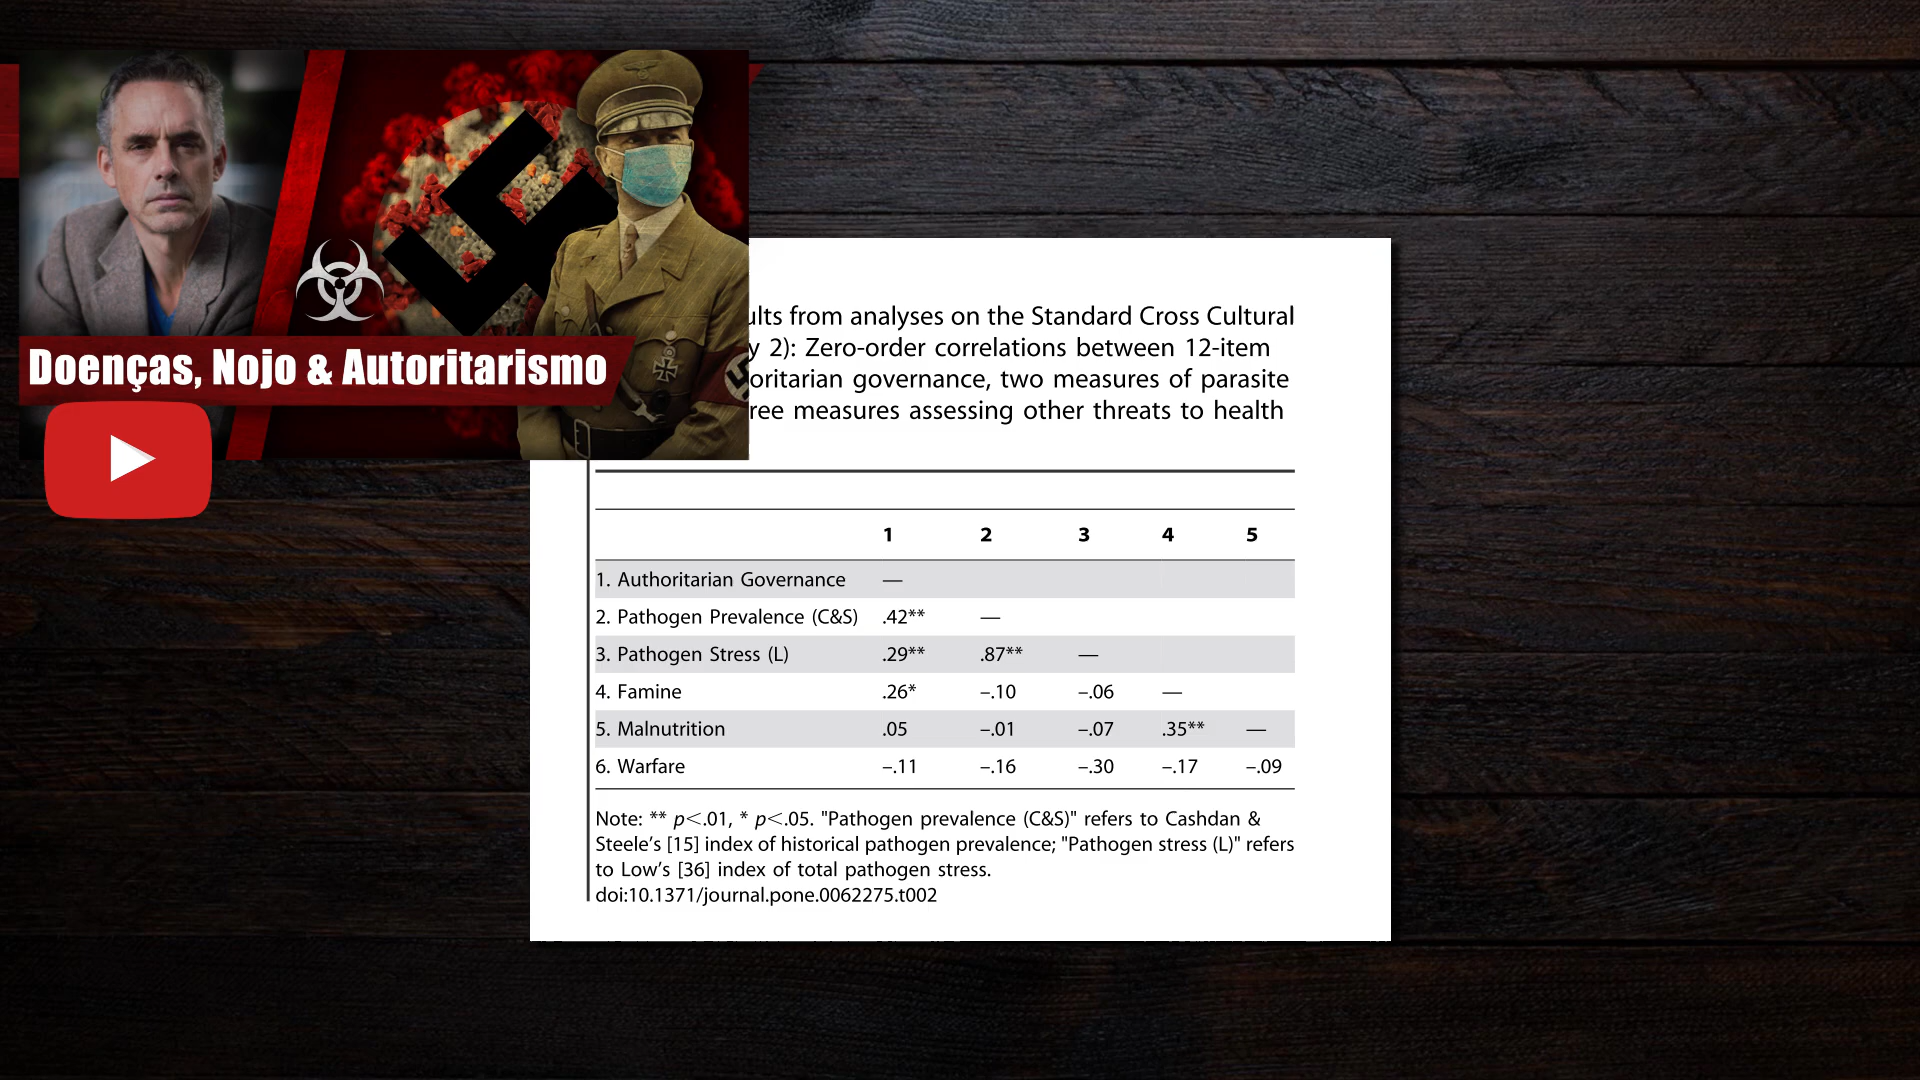 Doenças, Nojo & Autoritarismo
ults from analyses on the Standard Cross Cultural
y 2): Zero-order correlations between 12-item
oritarian governance, two measures of parasite
ree measures assessing other threats to health
1 2 3 4 5
1. Authoritarian Governance —
2. Pathogen Prevalence (C&S) .42** —
3. Pathogen Stress (L) .29** .87** —
4. Famine .26* –.10 –.06 —
5. Malnutrition .05 –.01 –.07 .35** —
6. Warfare –.11 –.16 –.30 –.17 –.09
Note: ** p<.01, * p<.05. "Pathogen prevalence (C&S)" refers to Cashdan &
Steele's [15] index of historical pathogen prevalence; "Pathogen stress (L)" refers
to Low's [36] index of total pathogen stress.
doi:10.1371/journal.pone.0062275.t002